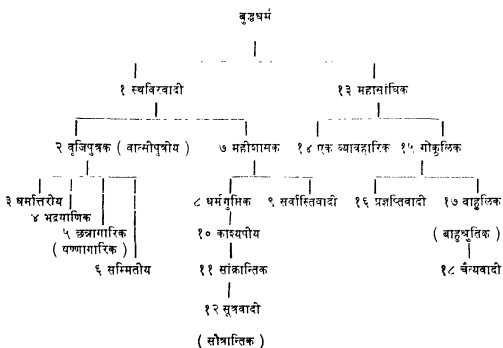 बुद्धधर्म
१ स्थविरवादी १३ महासांघिक
२ वृजिपुत्रक ( वात्मीपुत्रीय ) ७ महीशामक १४ एक व्यावहारिक १५ गोकुलिक
३ धर्मात्तरीय ८ धर्मगुप्तिक ९ सर्वास्तिवादी १६ प्रज्ञप्तिवादी १७ बाहुलिक
४ भद्रयाणिक
५ छन्नागारिक १० काश्यपीय ( बाहुश्रुतिक )
( षण्णागारिक )
६ सम्मितीय ११ सांक्रान्तिक १८ चैत्यवादी
१२ सूत्रवादी
( सौत्रान्तिक )